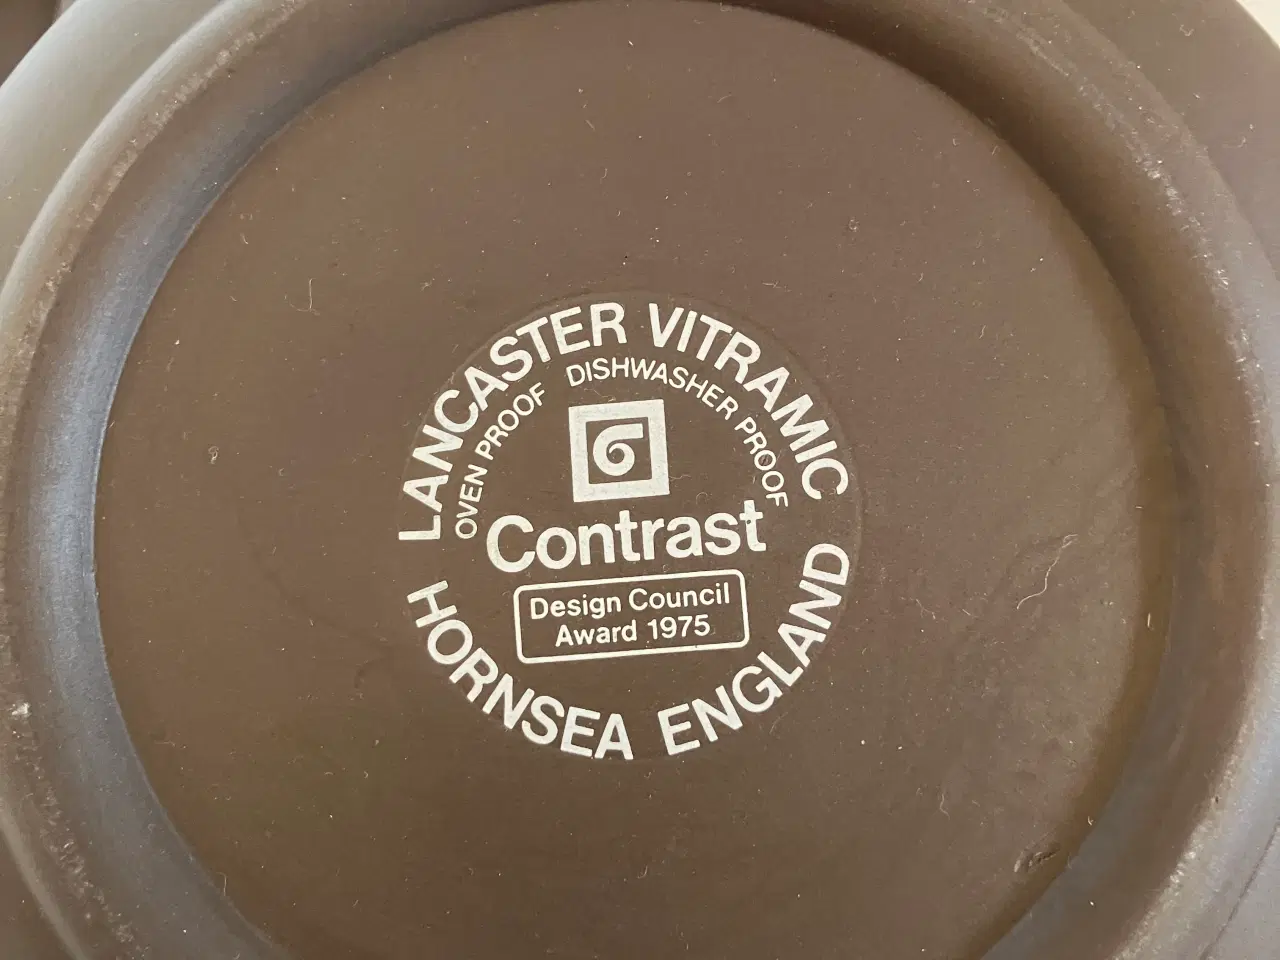 LANCASTER VITRAMIC
OVEN PROOF DISHWASHER PROOF
Contrast
Design Council
Award 1975
HORNSEA ENGLAND